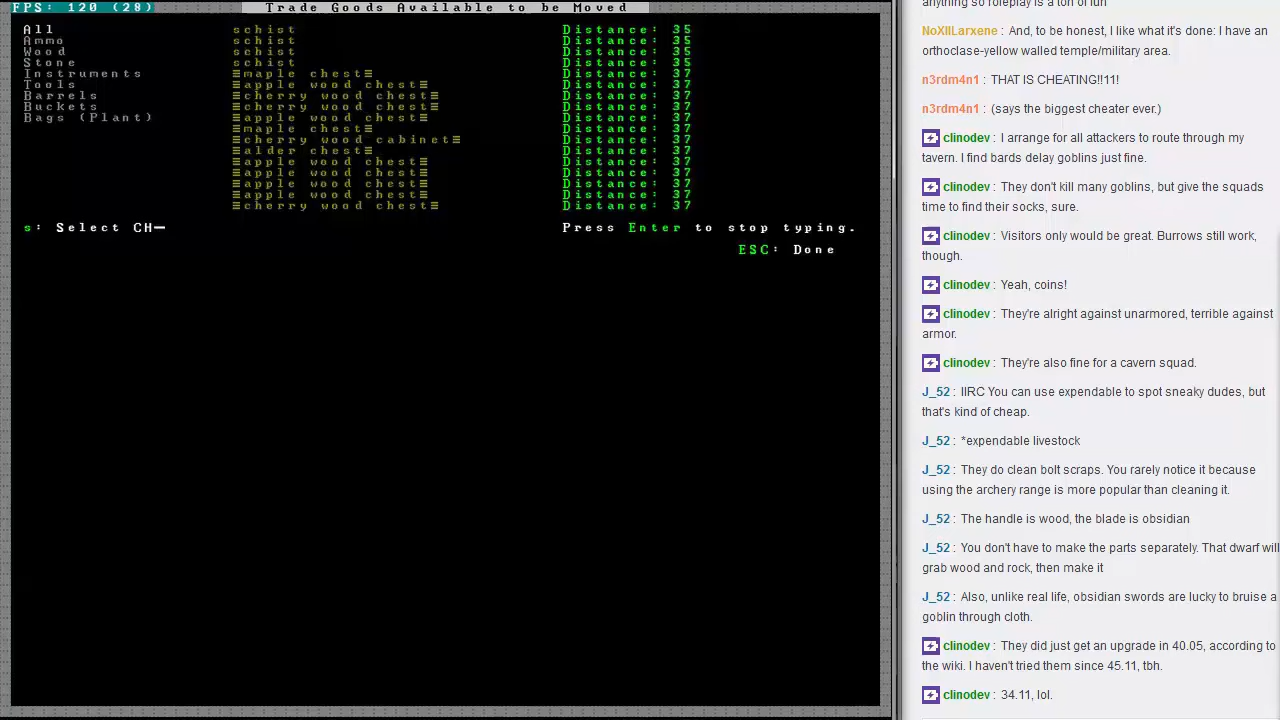 FPS: 120 (28) Trade Goods Available to be Moved
All schist Distance: 35
Ammo schist Distance: 35
Wood schist Distance: 35
Stone schist Distance: 35
Instruments ≡maple chest≡ Distance: 37
Tools ≡apple wood chest≡ Distance: 37
Barrels ≡cherry wood chest≡ Distance: 37
Buckets ≡cherry wood chest≡ Distance: 37
Bags (Plant) ≡apple wood chest≡ Distance: 37
≡maple chest≡ Distance: 37
≡cherry wood cabinet≡ Distance: 37
≡alder chest≡ Distance: 37
≡apple wood chest≡ Distance: 37
≡apple wood chest≡ Distance: 37
≡apple wood chest≡ Distance: 37
≡apple wood chest≡ Distance: 37
≡cherry wood chest≡ Distance: 37
s: Select CH_ Press Enter to stop typing.
ESC: Done
anything so roleplay is a ton of fun
NoXIILarxene: And, to be honest, I like what it's done: I have an
orthoclase-yellow walled temple/military area.
n3rdm4n1: THAT IS CHEATING!!!!1
n3rdm4n1: (says the biggest cheater ever.)
clinodev: I arrange for all attackers to route through my
tavern. I find bards delay goblins just fine.
clinodev: They don't kill many goblins, but give the squads
time to find their socks, sure.
clinodev: Visitors only would be great. Burrows still work,
though.
clinodev: Yeah, coins!
clinodev: They're alright against unarmored, terrible against
armor.
clinodev: They're also fine for a cavern squad.
J_52: IIRC You can use expendable to spot sneaky dudes, but
that's kind of cheap.
J_52: *expendable livestock
J_52: They do clean bolt scraps. You rarely notice it because
using the archery range is more popular than cleaning it.
J_52: The handle is wood, the blade is obsidian
J_52: You don't have to make the parts separately. That dwarf will
grab wood and rock, then make it
J_52: Also, unlike real life, obsidian swords are lucky to bruise a
goblin through cloth.
clinodev: They did just get an upgrade in 40.05, according to
the wiki. I haven't tried them since 45.11, tbh.
clinodev: 34.11, lol.